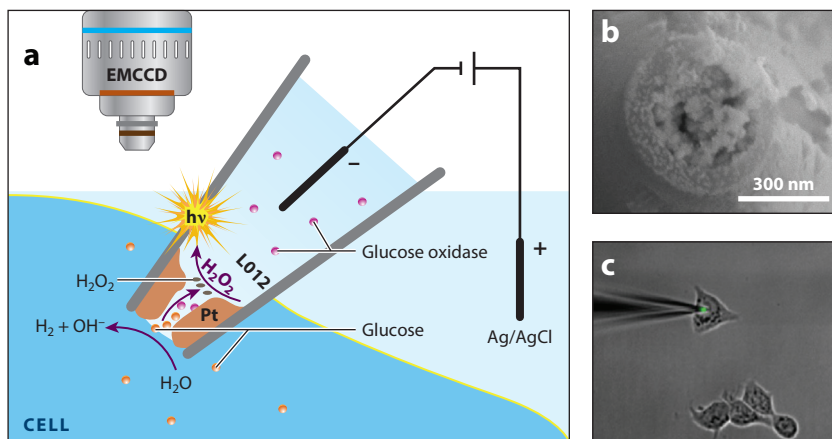 a
EMCCD
hν
−
+
Glucose oxidase
L012
H₂O₂
H₂O₂
Pt
Glucose
H₂ + OH⁻
H₂O
Ag/AgCl
CELL
b
300 nm
c